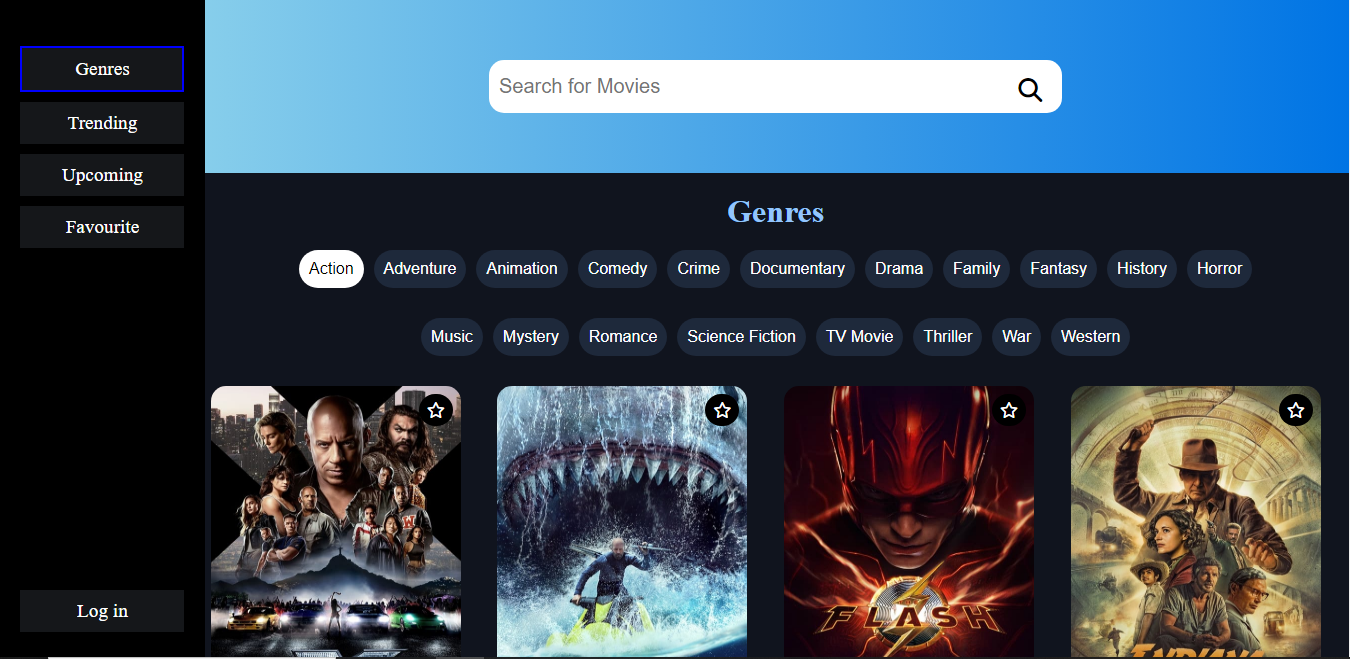 Genres
Trending
Upcoming
Favourite
Log in
Search for Movies
Genres
Action Adventure Animation Comedy Crime Documentary Drama Family Fantasy History Horror
Music Mystery Romance Science Fiction TV Movie Thriller War Western
W
FLASH
INDIANA